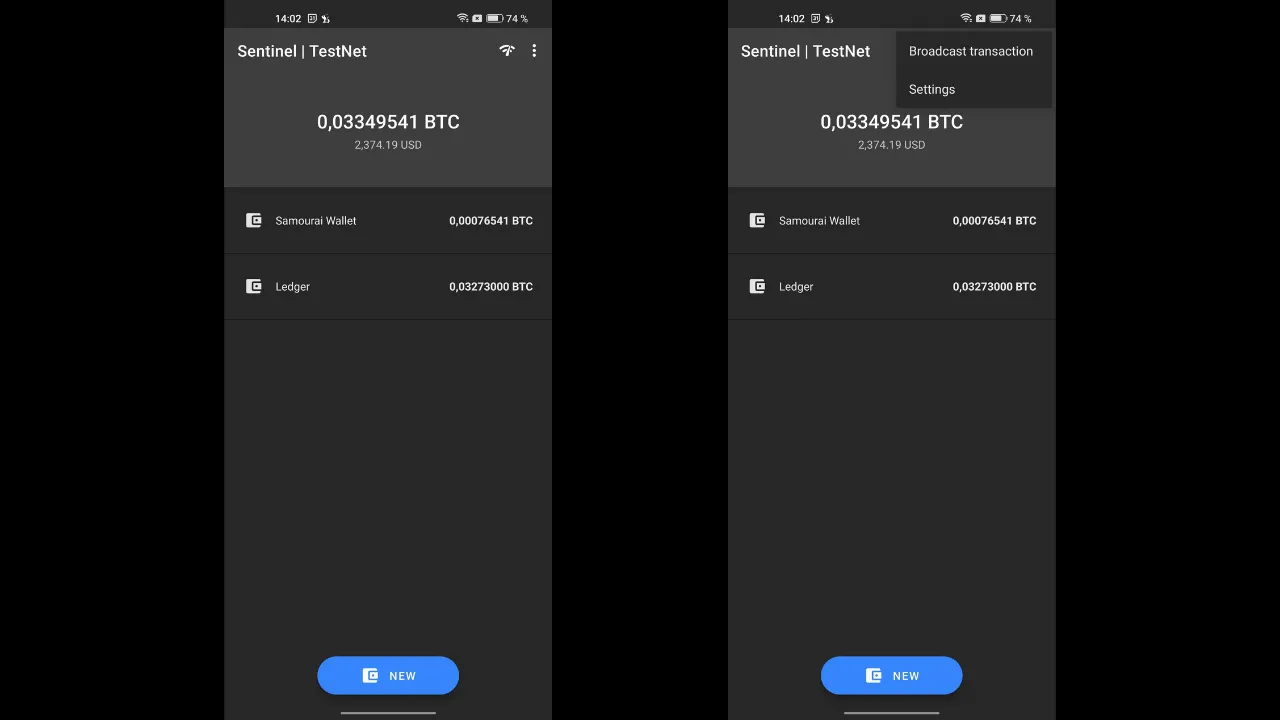 14:02
74 %
Sentinel | TestNet
0,03349541 BTC
2,374.19 USD
Samourai Wallet
0,00076541 BTC
Ledger
0,03273000 BTC
NEW
14:02
74 %
Sentinel | TestNet
Broadcast transaction
Settings
0,03349541 BTC
2,374.19 USD
Samourai Wallet
0,00076541 BTC
Ledger
0,03273000 BTC
NEW